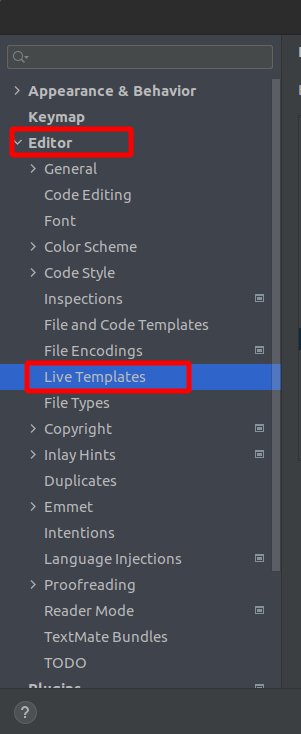 Appearance & Behavior
Keymap
Editor
General
Code Editing
Font
Color Scheme
Code Style
Inspections
File and Code Templates
File Encodings
Live Templates
File Types
Copyright
Inlay Hints
Duplicates
Emmet
Intentions
Language Injections
Proofreading
Reader Mode
TextMate Bundles
TODO
Plugins
?